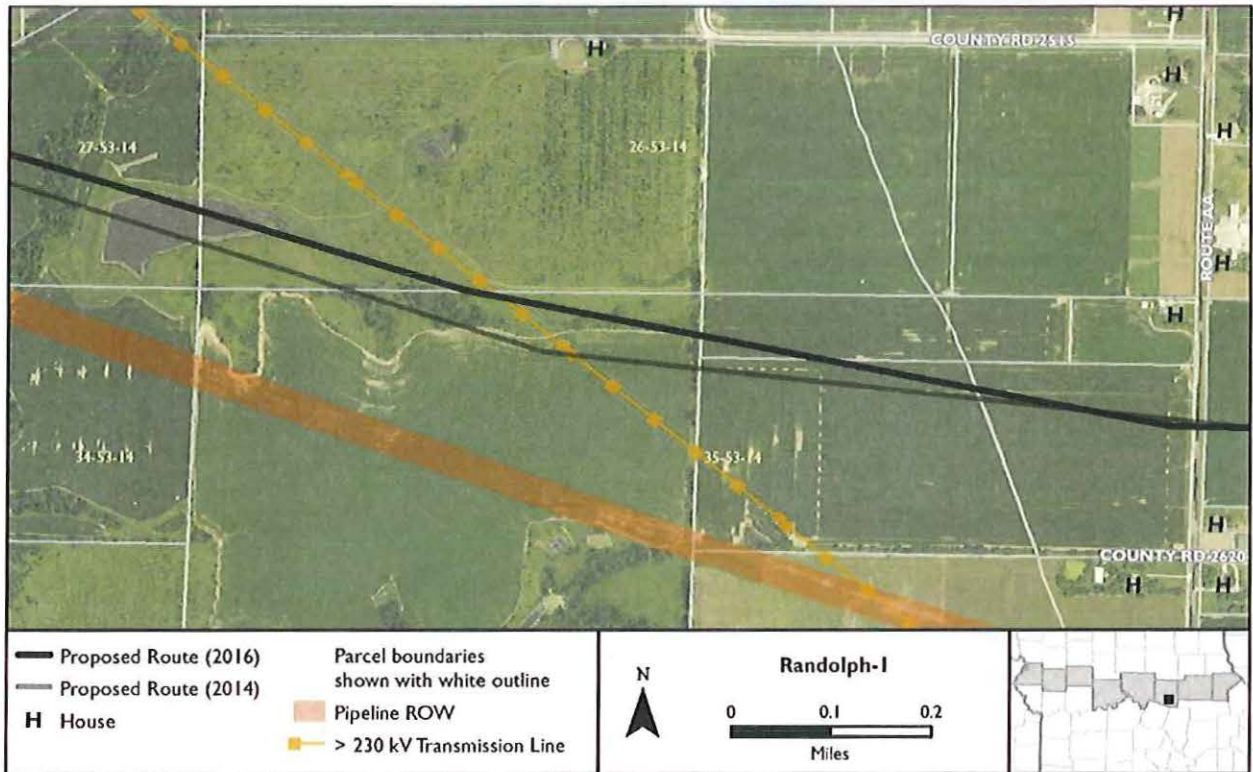 H
COUNTY RD 2515
H
H
27-53-14
26-53-14
H
ROUTE AA
H
H
34-53-14
35-53-14
H
COUNTY RD 2620
H
H
Proposed Route (2016)
Proposed Route (2014)
H House
Parcel boundaries
shown with white outline
Pipeline ROW
> 230 kV Transmission Line
N
Randolph-1
0 0.1 0.2
Miles